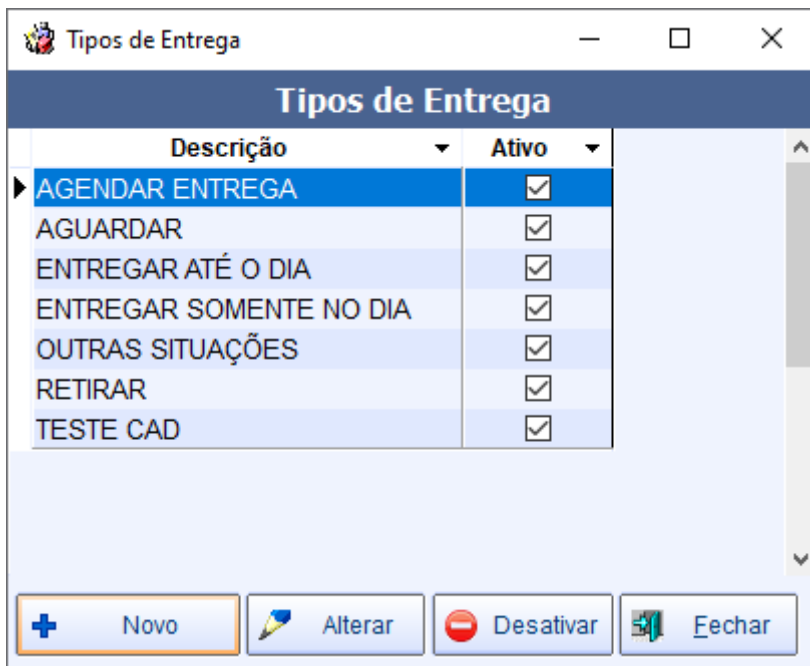 Tipos de Entrega
Tipos de Entrega
Descrição Ativo
AGENDAR ENTREGA
AGUARDAR
ENTREGAR ATÉ O DIA
ENTREGAR SOMENTE NO DIA
OUTRAS SITUAÇÕES
RETIRAR
TESTE CAD
Novo Alterar Desativar Fechar